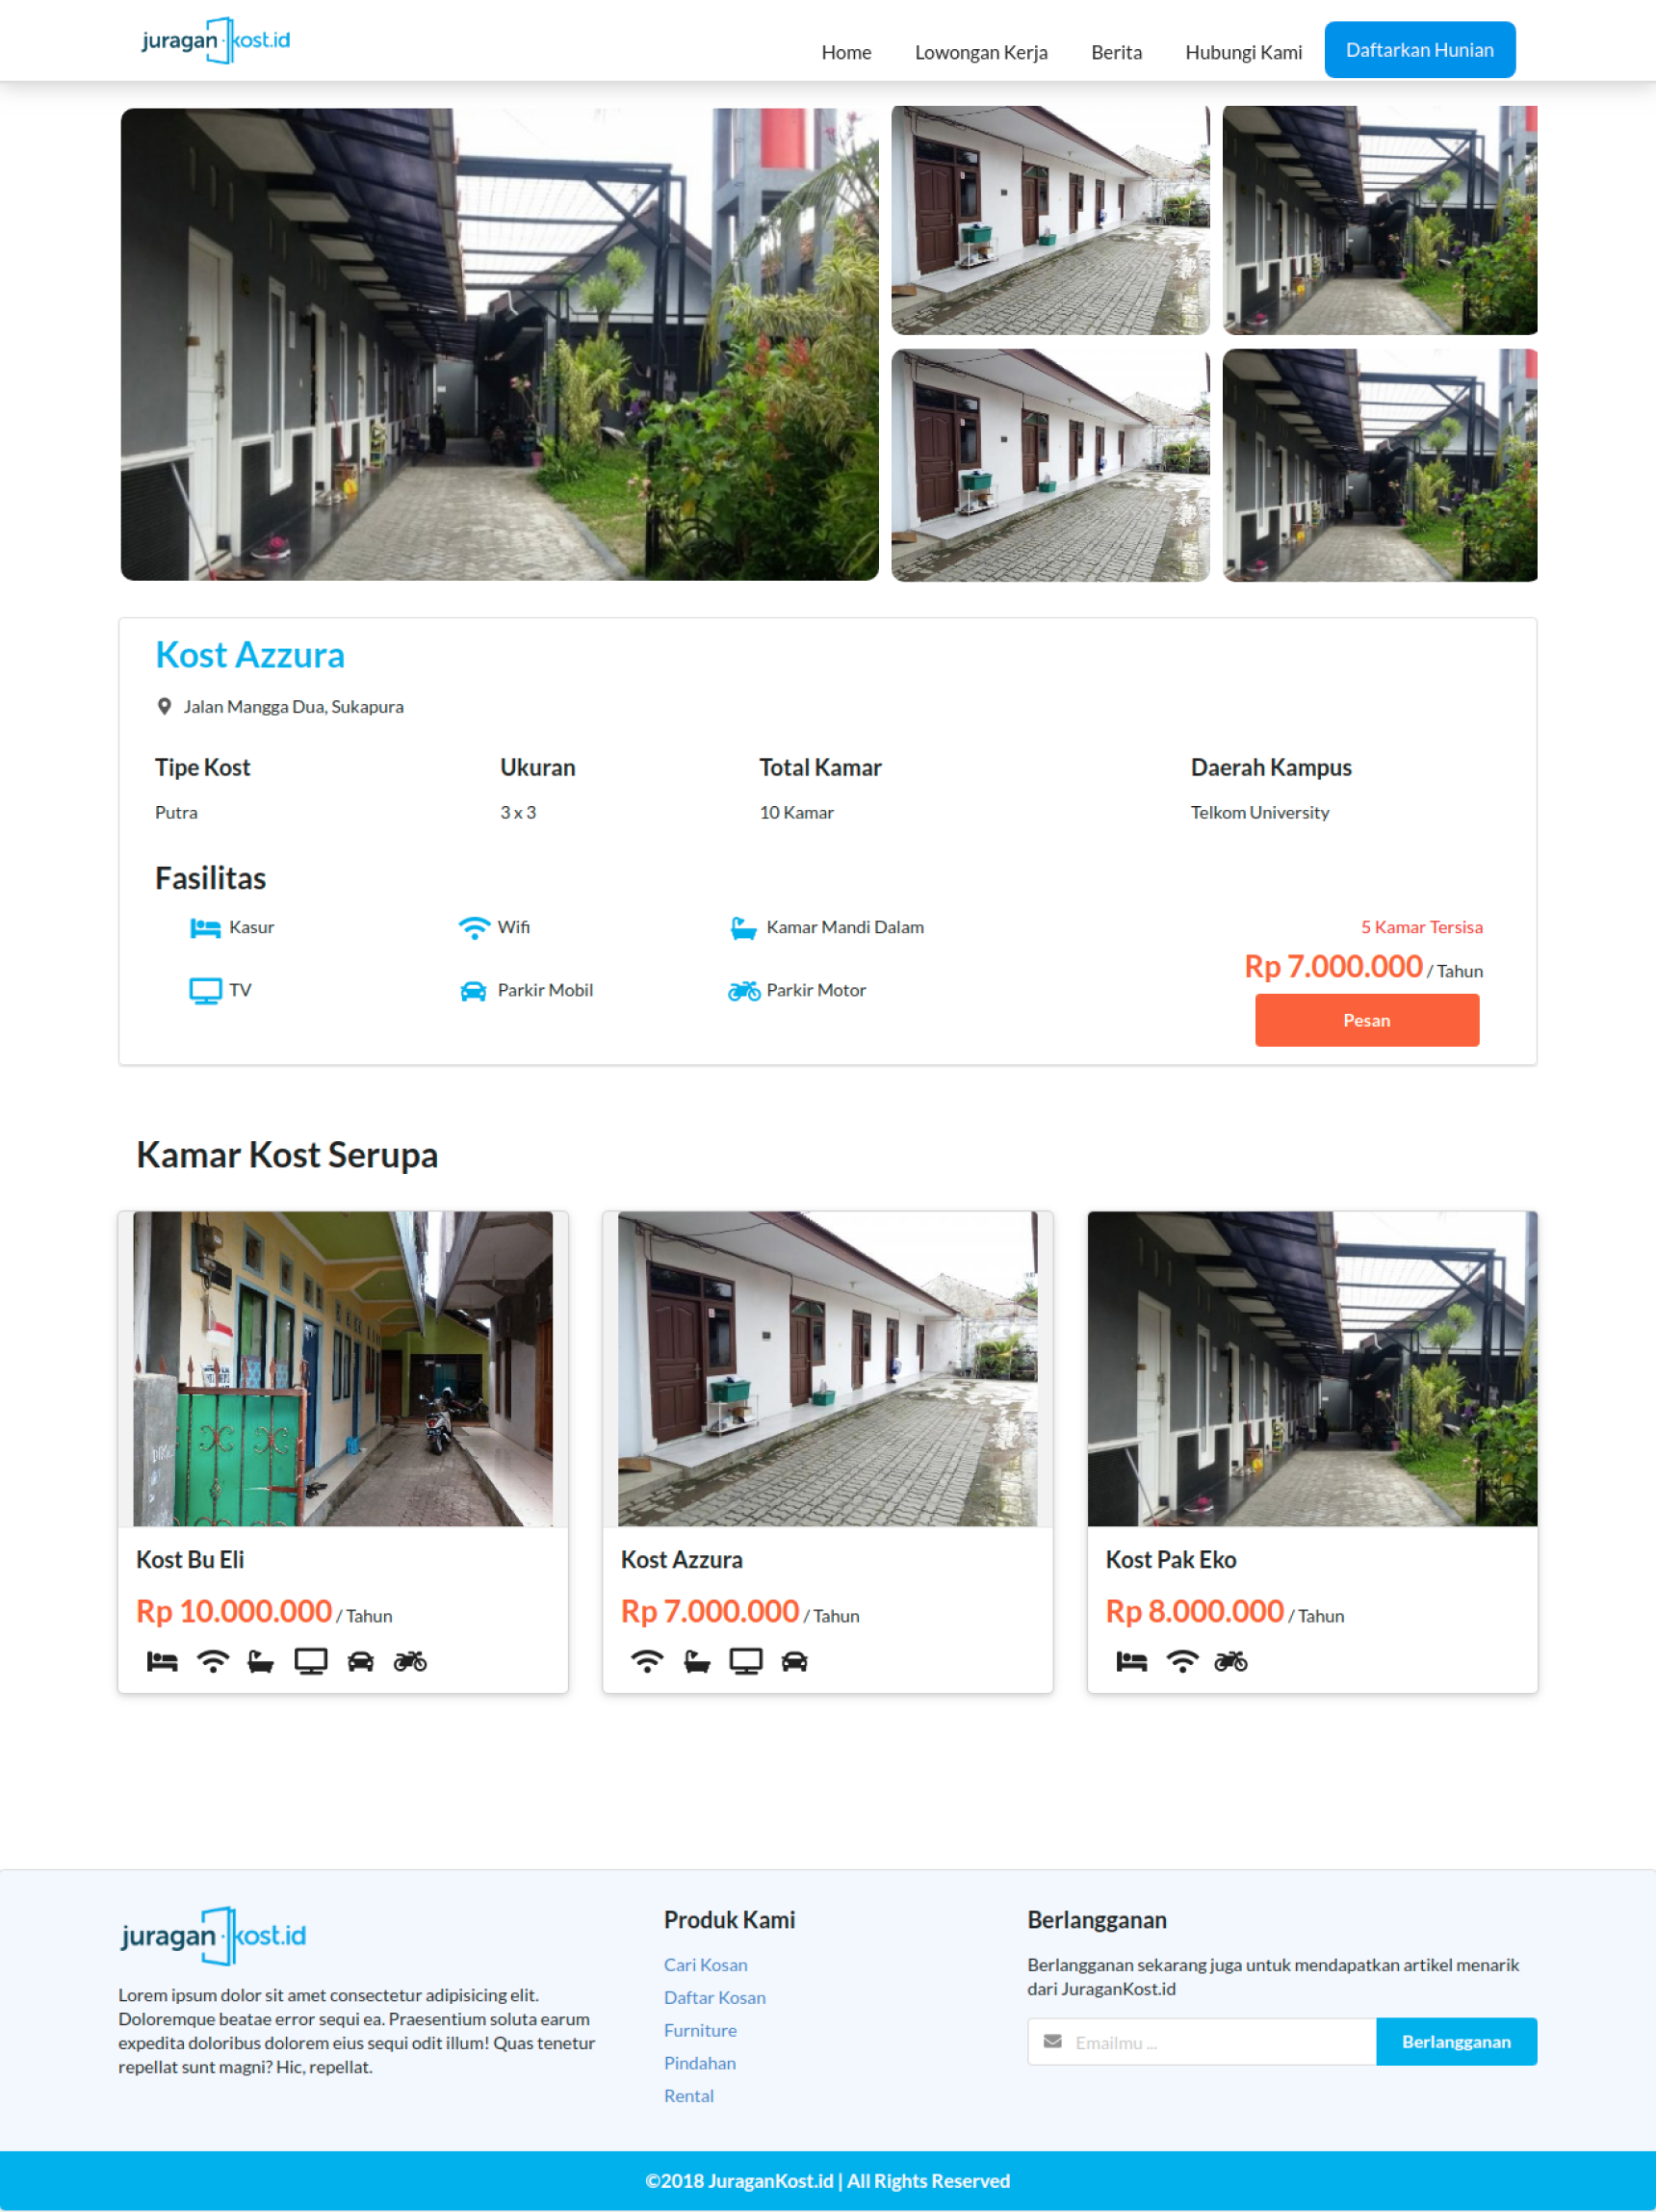 juragan kost.id
Home Lowongan Kerja Berita Hubungi Kami Daftarkan Hunian
Kost Azzura
Jalan Mangga Dua, Sukapura
Tipe Kost Ukuran Total Kamar Daerah Kampus
Putra 3 x 3 10 Kamar Telkom University
Fasilitas
Kasur Wifi Kamar Mandi Dalam
TV Parkir Mobil Parkir Motor
5 Kamar Tersisa
Rp 7.000.000 / Tahun
Pesan
Kamar Kost Serupa
Kost Bu Eli
Rp 10.000.000 / Tahun
Kost Azzura
Rp 7.000.000 / Tahun
Kost Pak Eko
Rp 8.000.000 / Tahun
juragan kost.id
Lorem ipsum dolor sit amet consectetur adipisicing elit.
Doloremque beatae error sequi ea. Praesentium soluta earum
expedita doloribus dolorem eius sequi odit illum! Quas tenetur
repellat sunt magni? Hic, repellat.
Produk Kami
Cari Kosan
Daftar Kosan
Furniture
Pindahan
Rental
Berlangganan
Berlangganan sekarang juga untuk mendapatkan artikel menarik
dari JuraganKost.id
Emailmu ...
Berlangganan
©2018 JuraganKost.id | All Rights Reserved